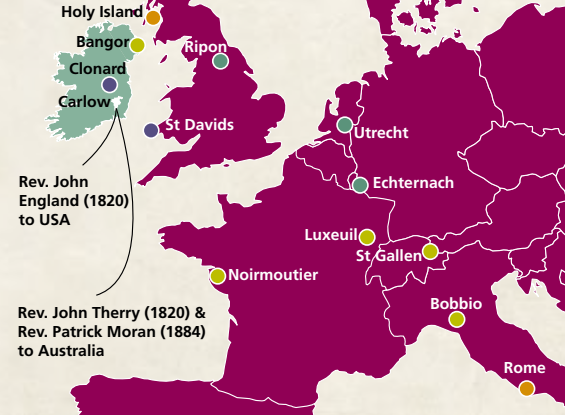 Holy Island
Bangor
Ripon
Clonard
Carlow
St Davids
Utrecht
Rev. John
England (1820)
to USA
Echternach
Luxeuil
St Gallen
Noirmoutier
Rev. John Therry (1820) &
Rev. Patrick Moran (1884)
to Australia
Bobbio
Rome